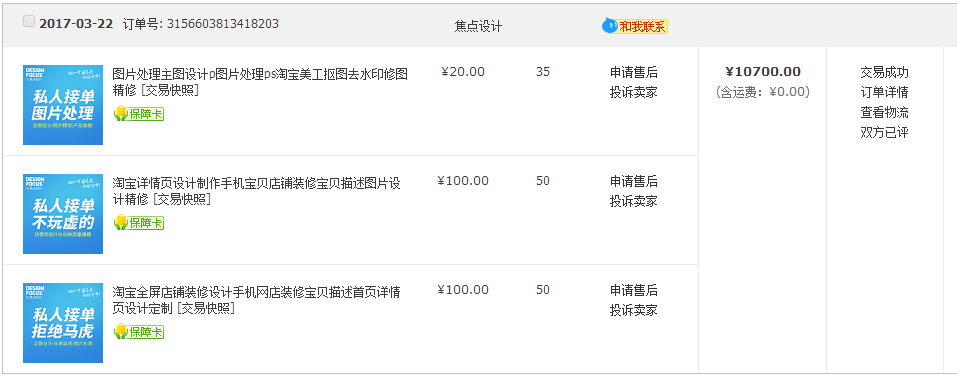 2017-03-22 订单号: 3156603813418203 焦点设计 和我联系
DESIGN
FOCUS
私人接单
图片处理
图片处理主图设计p图片处理ps淘宝美工抠图去水印修图
精修 [交易快照]
保障卡
¥20.00 35 申请售后
投诉卖家
¥10700.00
(含运费：¥0.00)
交易成功
订单详情
查看物流
双方已评
DESIGN
FOCUS
私人接单
不玩虚的
淘宝详情页设计制作手机宝贝店铺装修宝贝描述图片设
计精修 [交易快照]
保障卡
¥100.00 50 申请售后
投诉卖家
DESIGN
FOCUS
私人接单
拒绝马虎
淘宝全屏店铺装修设计手机网店装修宝贝描述首页详情
页设计定制 [交易快照]
保障卡
¥100.00 50 申请售后
投诉卖家